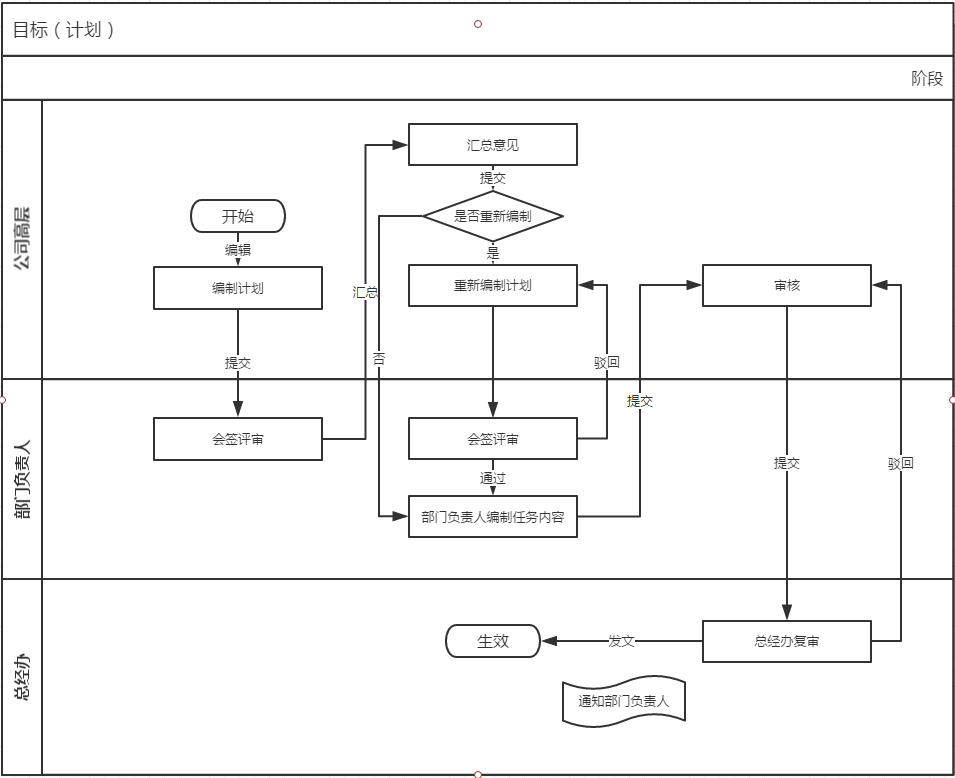 目标（计划）
阶段
公司高层
汇总意见
提交
开始
是否重新编制
编辑
是
编制计划
汇总
重新编制计划
审核
提交
否
驳回
提交
部门负责人
会签评审
会签评审
提交
驳回
通过
部门负责人编制任务内容
总经办
生效
发文
总经办复审
通知部门负责人